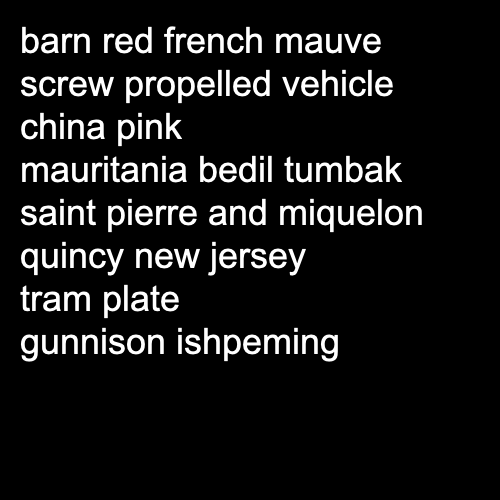 barn red french mauve
screw propelled vehicle
china pink
mauritania bedil tumbak
saint pierre and miquelon
quincy new jersey
tram plate
gunnison ishpeming